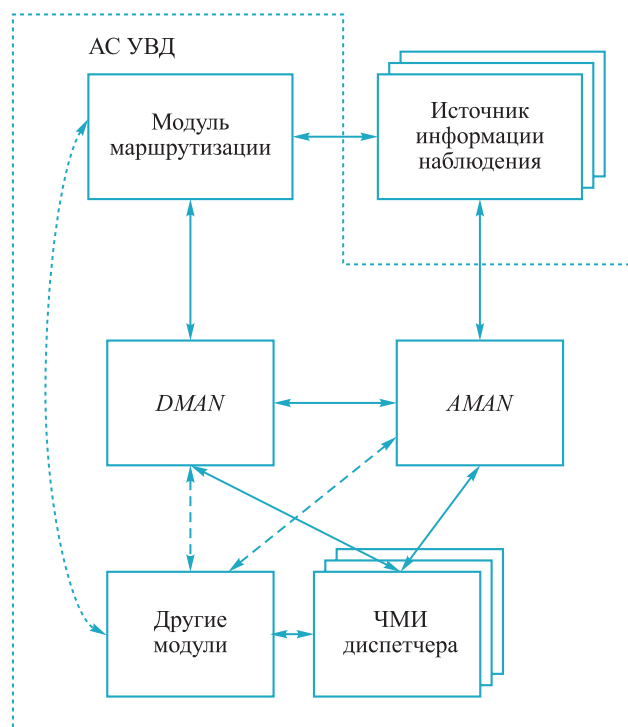 АС УВД
Модуль
маршрутизации
Источник
информации
наблюдения
DMAN
AMAN
Другие
модули
ЧМИ
диспетчера